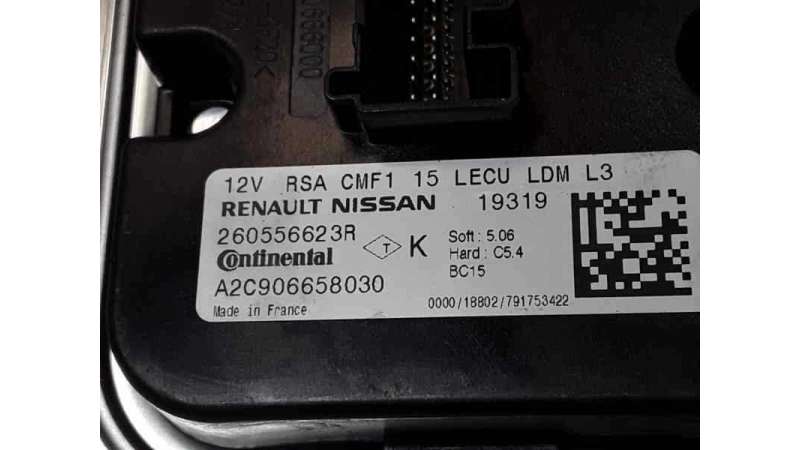 12V RSA CMF1 15 LECU LDM L3
RENAULT NISSAN 19319
260556623R
Continental
T K
Soft : 5.06
Hard : C5.4
BC15
A2C906658030
Made in France
0000/18802/791753422